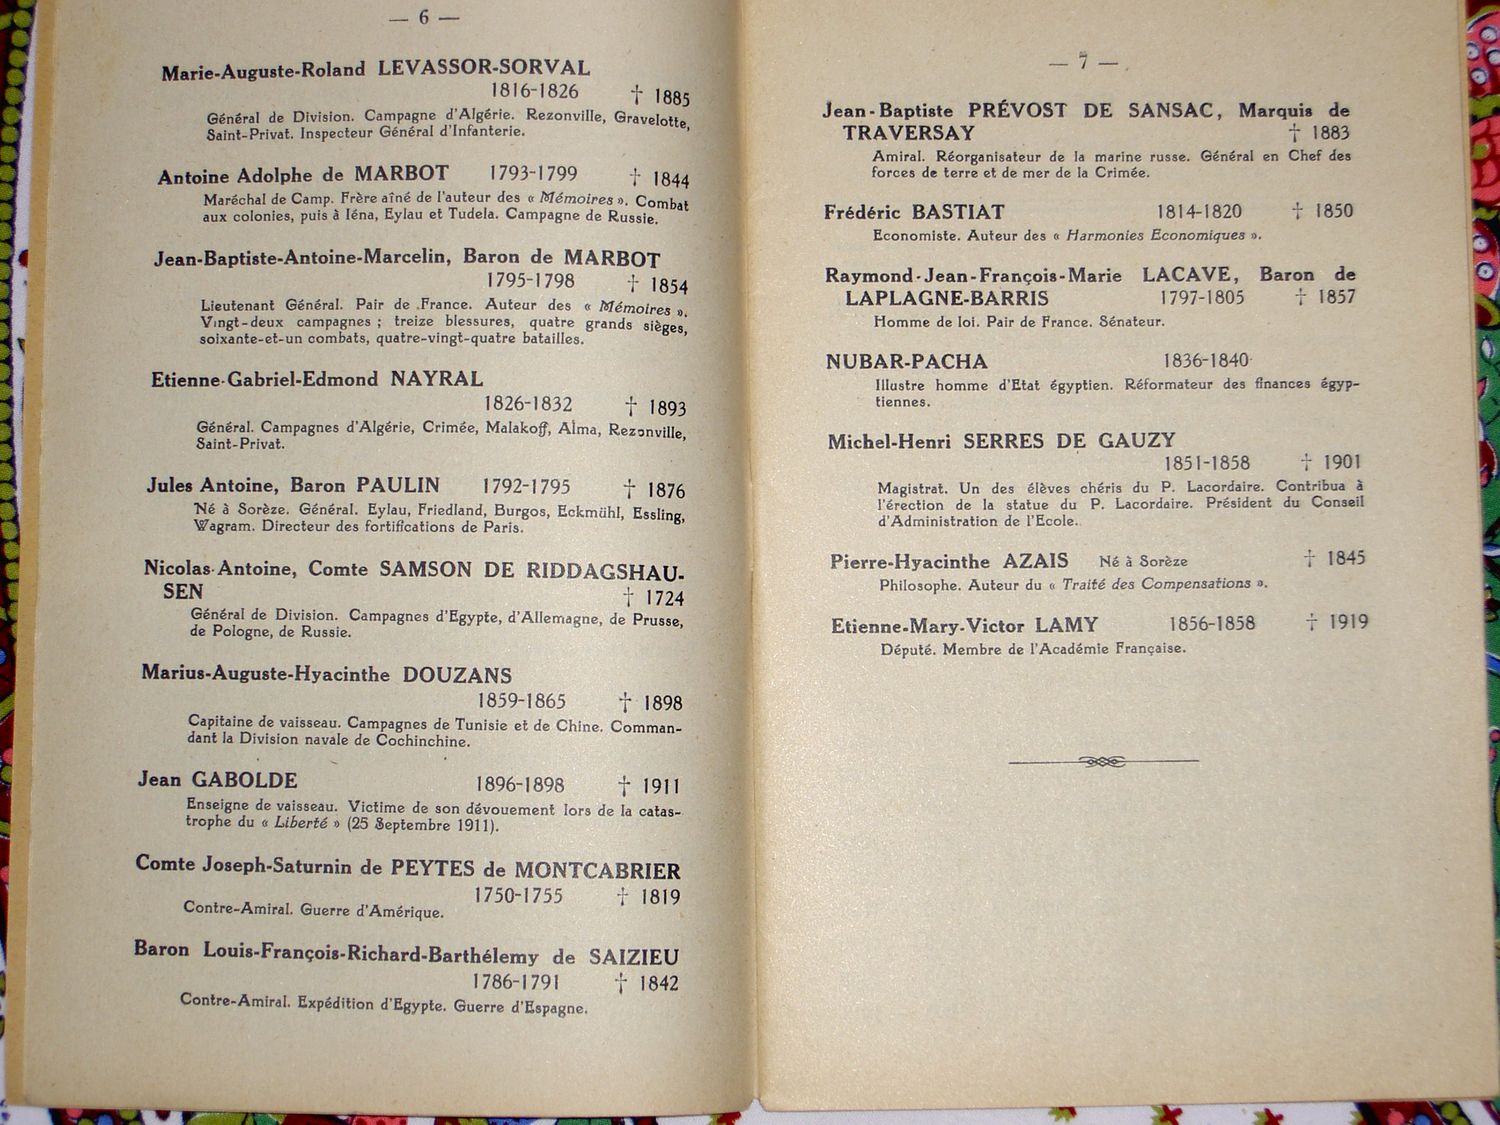 — 6 —
Marie-Auguste-Roland LEVASSOR-SORVAL
1816-1826 † 1885
Général de Division. Campagne d'Algérie. Rezonville, Gravelotte,
Saint-Privat. Inspecteur Général d'Infanterie.
Antoine Adolphe de MARBOT 1793-1799 † 1844
Maréchal de Camp. Frère aîné de l'auteur des « Mémoires ». Combat
aux colonies, puis à Iéna, Eylau et Tudela. Campagne de Russie.
Jean-Baptiste-Antoine-Marcelin, Baron de MARBOT
1795-1798 † 1854
Lieutenant Général. Pair de France. Auteur des « Mémoires ».
Vingt-deux campagnes ; treize blessures, quatre grands sièges,
soixante-et-un combats, quatre-vingt-quatre batailles.
Etienne-Gabriel-Edmond NAYRAL
1826-1832 † 1893
Général. Campagnes d'Algérie, Crimée, Malakoff, Alma, Rezonville,
Saint-Privat.
Jules Antoine, Baron PAULIN 1792-1795 † 1876
Né à Sorèze. Général. Eylau, Friedland, Burgos, Eckmühl, Essling,
Wagram. Directeur des fortifications de Paris.
Nicolas-Antoine, Comte SAMSON DE RIDDAGSHAU-
SEN † 1724
Général de Division. Campagnes d'Egypte, d'Allemagne, de Prusse,
de Pologne, de Russie.
Marius-Auguste-Hyacinthe DOUZANS
1859-1865 † 1898
Capitaine de vaisseau. Campagnes de Tunisie et de Chine. Comman-
dant la Division navale de Cochinchine.
Jean GABOLDE 1896-1898 † 1911
Enseigne de vaisseau. Victime de son dévouement lors de la catas-
trophe du « Liberté » (25 Septembre 1911).
Comte Joseph-Saturnin de PEYTES de MONTCABRIER
1750-1755 † 1819
Contre-Amiral. Guerre d'Amérique.
Baron Louis-François-Richard-Barthélemy de SAIZIEU
1786-1791 † 1842
Contre-Amiral. Expédition d'Egypte. Guerre d'Espagne.
— 7 —
Jean-Baptiste PRÉVOST DE SANSAC, Marquis de
TRAVERSAY † 1883
Amiral. Réorganisateur de la marine russe. Général en Chef des
forces de terre et de mer de la Crimée.
Frédéric BASTIAT 1814-1820 † 1850
Economiste. Auteur des « Harmonies Economiques ».
Raymond-Jean-François-Marie LACAVE, Baron de
LAPLAGNE-BARRIS 1797-1805 † 1857
Homme de loi. Pair de France. Sénateur.
NUBAR-PACHA 1836-1840
Illustre homme d'Etat égyptien. Réformateur des finances égyp-
tiennes.
Michel-Henri SERRES DE GAUZY
1851-1858 † 1901
Magistrat. Un des élèves chéris du P. Lacordaire. Contribua à
l'érection de la statue du P. Lacordaire. Président du Conseil
d'Administration de l'Ecole.
Pierre-Hyacinthe AZAIS Né à Sorèze † 1845
Philosophe. Auteur du « Traité des Compensations ».
Etienne-Mary-Victor LAMY 1856-1858 † 1919
Député. Membre de l'Académie Française.